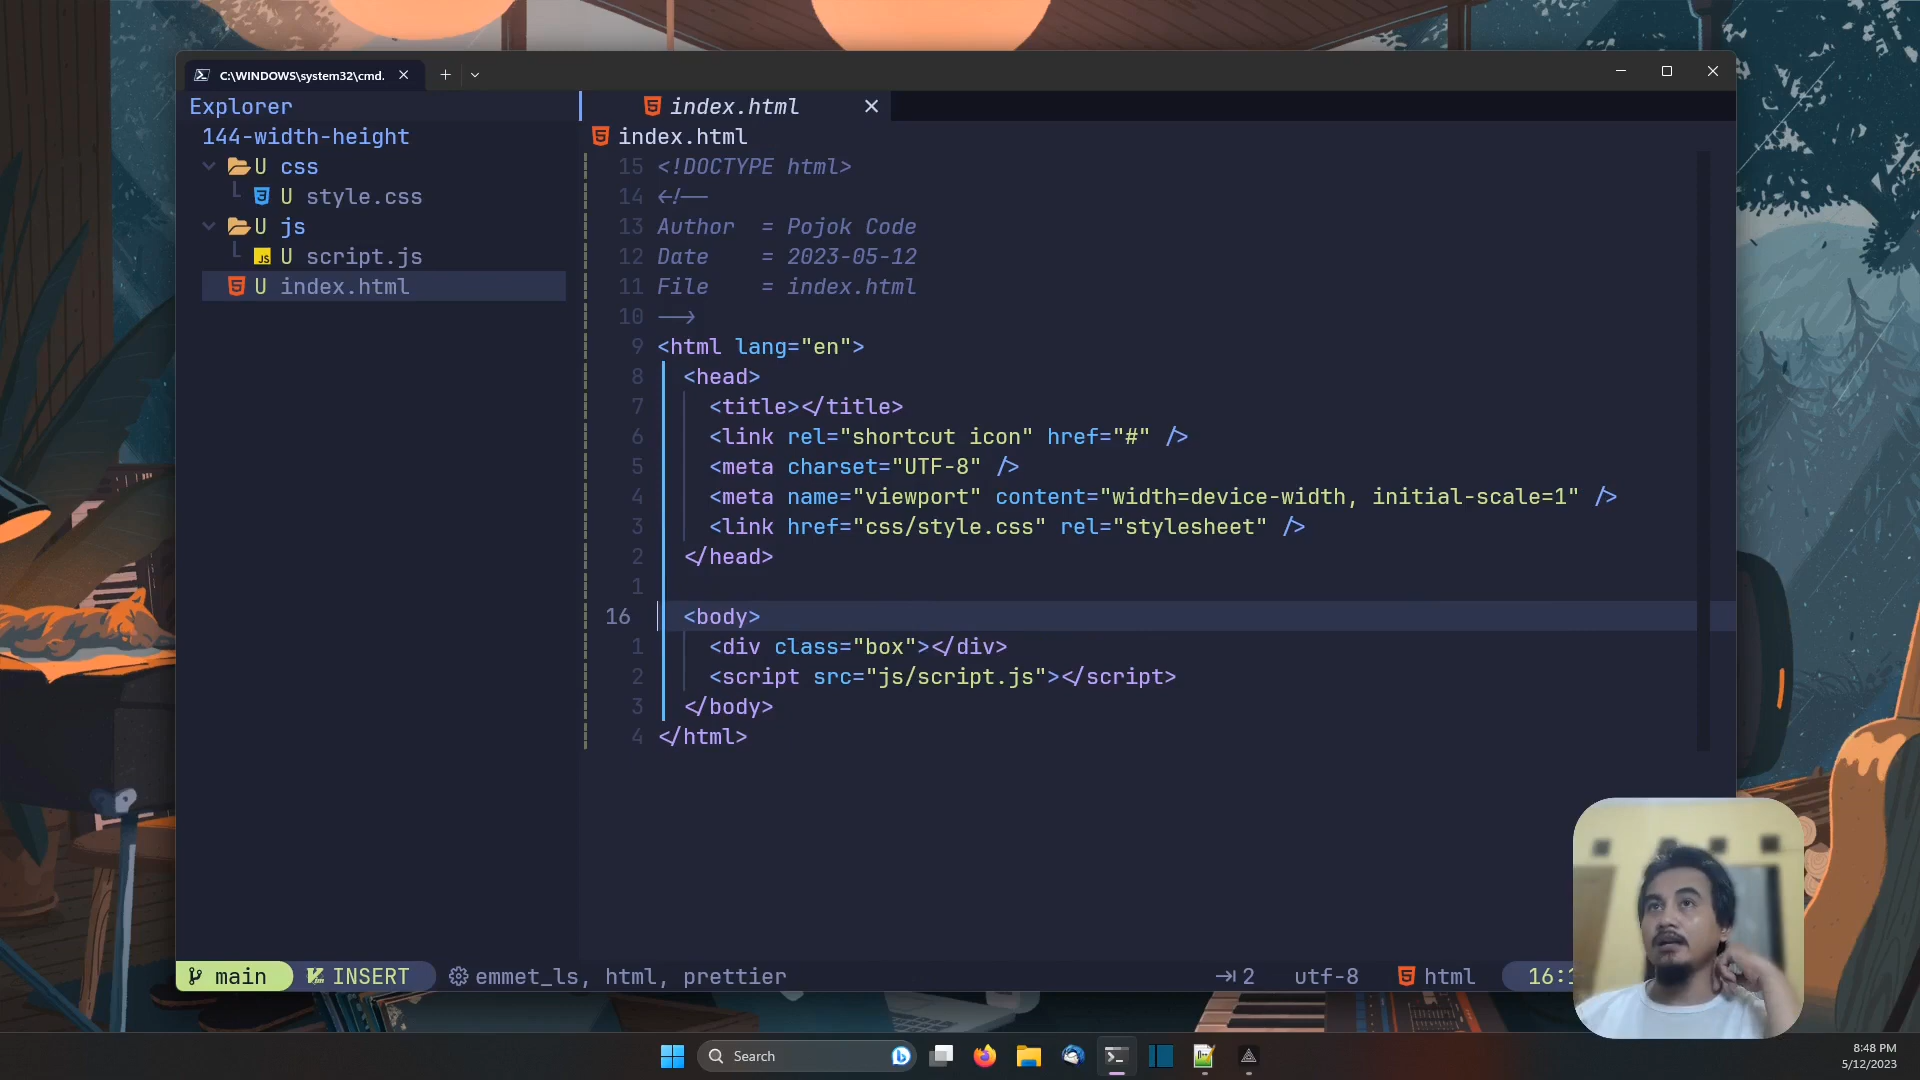 C:\WINDOWS\system32\cmd.
Explorer
144-width-height
U css
U style.css
U js
JS U script.js
U index.html
index.html
index.html
15 <!DOCTYPE html>
14 <!--
13 Author = Pojok Code
12 Date = 2023-05-12
11 File = index.html
10 -->
9 <html lang="en">
8 <head>
7 <title></title>
6 <link rel="shortcut icon" href="#" />
5 <meta charset="UTF-8" />
4 <meta name="viewport" content="width=device-width, initial-scale=1" />
3 <link href="css/style.css" rel="stylesheet" />
2 </head>
1
16 <body>
1 <div class="box"></div>
2 <script src="js/script.js"></script>
3 </body>
4 </html>
main INSERT emmet_ls, html, prettier 2 utf-8 html 16:
Search
8:48 PM
5/12/2023